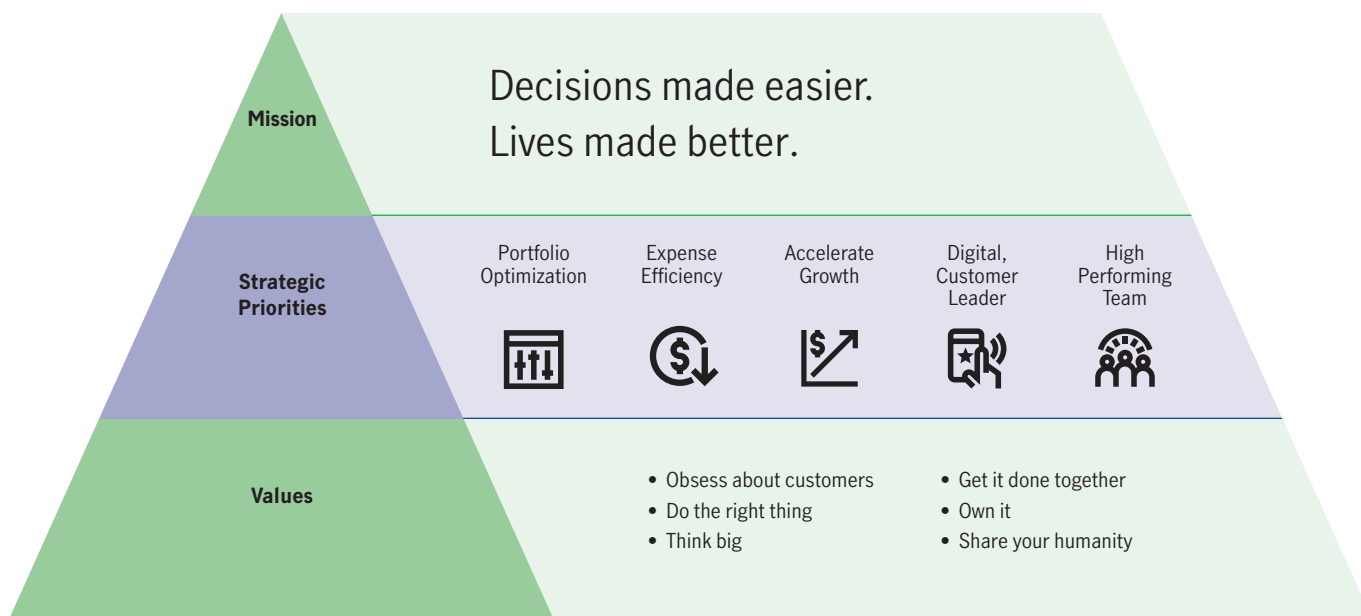 Mission
Decisions made easier.
Lives made better.
Strategic
Priorities
Portfolio
Optimization
Expense
Efficiency
Accelerate
Growth
Digital,
Customer
Leader
High
Performing
Team
$
$
Values
• Obsess about customers
• Do the right thing
• Think big
• Get it done together
• Own it
• Share your humanity